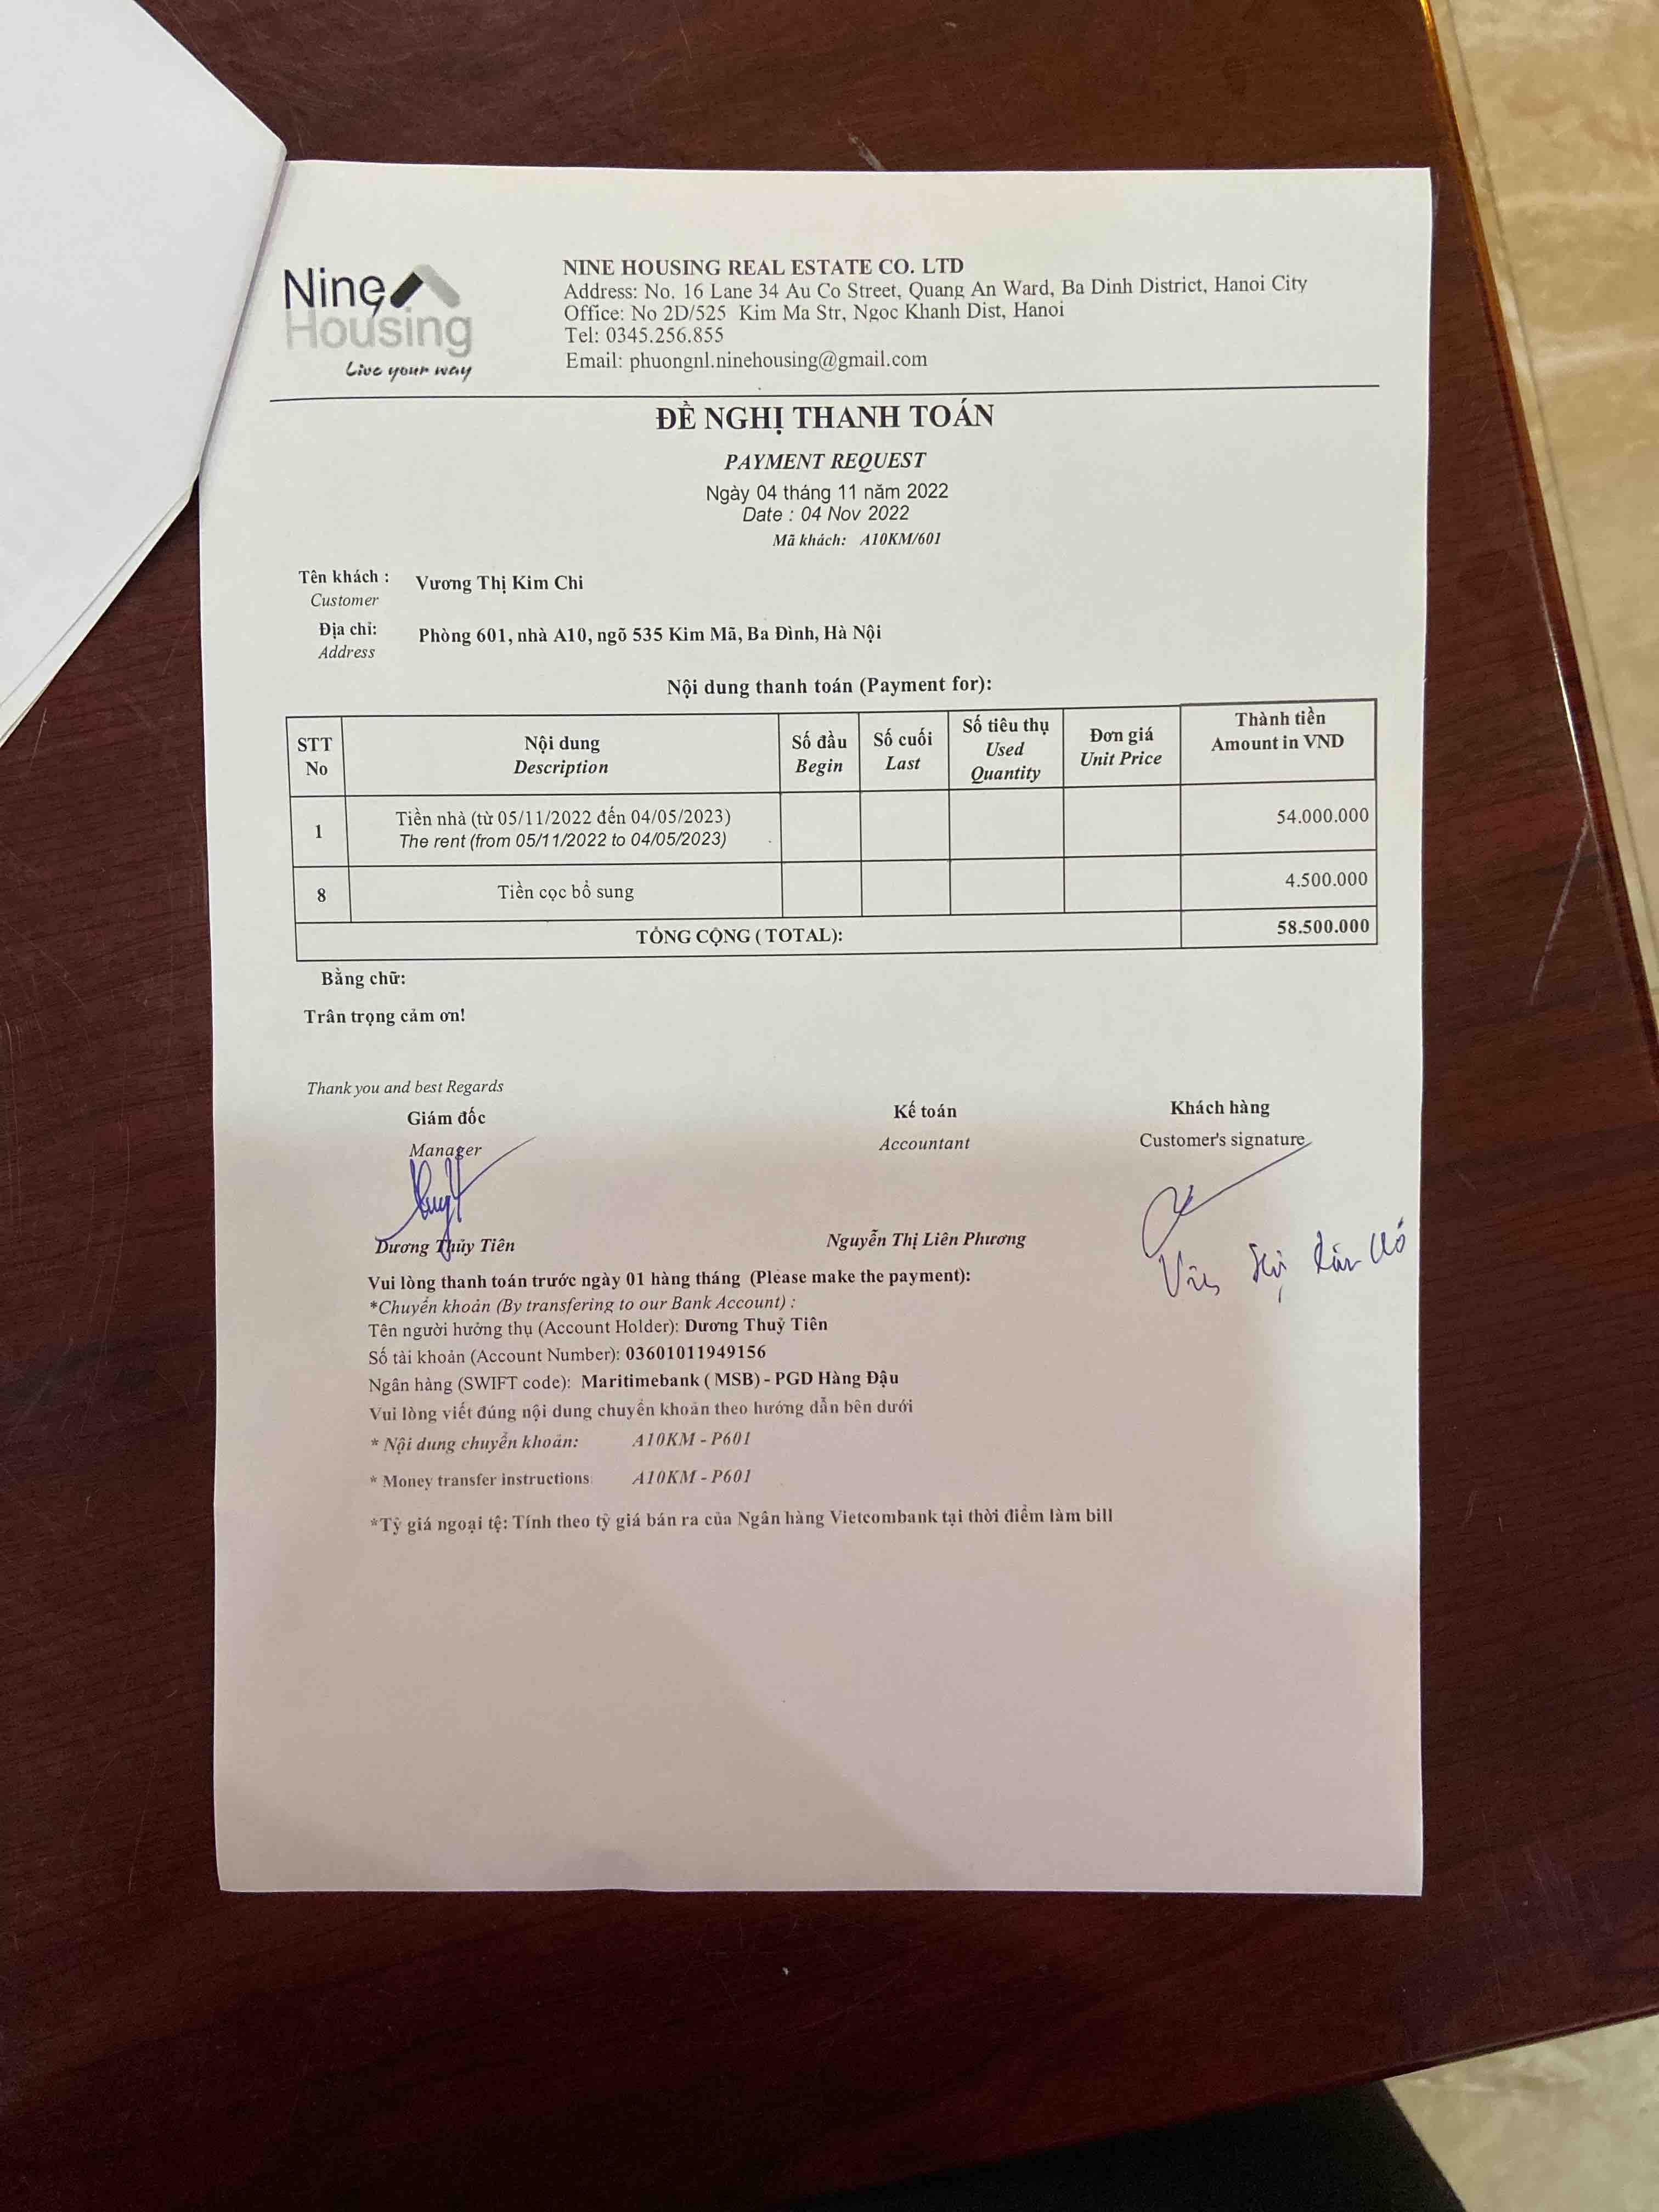 Nine
Housing
Live your way
NINE HOUSING REAL ESTATE CO. LTD
Address: No. 16 Lane 34 Au Co Street, Quang An Ward, Ba Dinh District, Hanoi City
Office: No 2D/525 Kim Ma Str, Ngoc Khanh Dist, Hanoi
Tel: 0345.256.855
Email: phuongnl.ninehousing@gmail.com
ĐỀ NGHỊ THANH TOÁN
PAYMENT REQUEST
Ngày 04 tháng 11 năm 2022
Date : 04 Nov 2022
Mã khách: A10KM/601
Tên khách : Vương Thị Kim Chi
Customer
Địa chỉ: Phòng 601, nhà A10, ngõ 535 Kim Mã, Ba Đình, Hà Nội
Address
Nội dung thanh toán (Payment for):
STT No Nội dung Description Số đầu Begin Số cuối Last Số tiêu thụ Used Quantity Đơn giá Unit Price Thành tiền Amount in VND
1 Tiền nhà (từ 05/11/2022 đến 04/05/2023) 54.000.000
The rent (from 05/11/2022 to 04/05/2023)
8 Tiền cọc bổ sung 4.500.000
TỔNG CỘNG ( TOTAL): 58.500.000
Bằng chữ:
Trân trọng cảm ơn!
Thank you and best Regards
Giám đốc Kế toán Khách hàng
Manager Accountant Customer's signature
Dương Thủy Tiên Nguyễn Thị Liên Phương
Vui lòng thanh toán trước ngày 01 hàng tháng (Please make the payment):
*Chuyển khoản (By transfering to our Bank Account) :
Tên người hưởng thụ (Account Holder): Dương Thuỳ Tiên
Số tài khoản (Account Number): 03601011949156
Ngân hàng (SWIFT code): Maritimebank ( MSB) - PGD Hàng Đậu
Vui lòng viết đúng nội dung chuyển khoản theo hướng dẫn bên dưới
* Nội dung chuyển khoản: A10KM - P601
* Money transfer instructions: A10KM - P601
*Tỷ giá ngoại tệ: Tính theo tỷ giá bán ra của Ngân hàng Vietcombank tại thời điểm làm bill